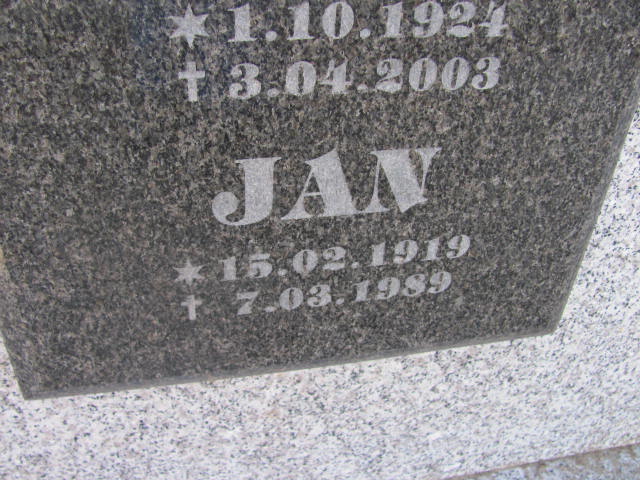 ★ 1.10.1924
✝ 3.04.2003
JAN
★ 15.02.1919
✝ 7.03.1989